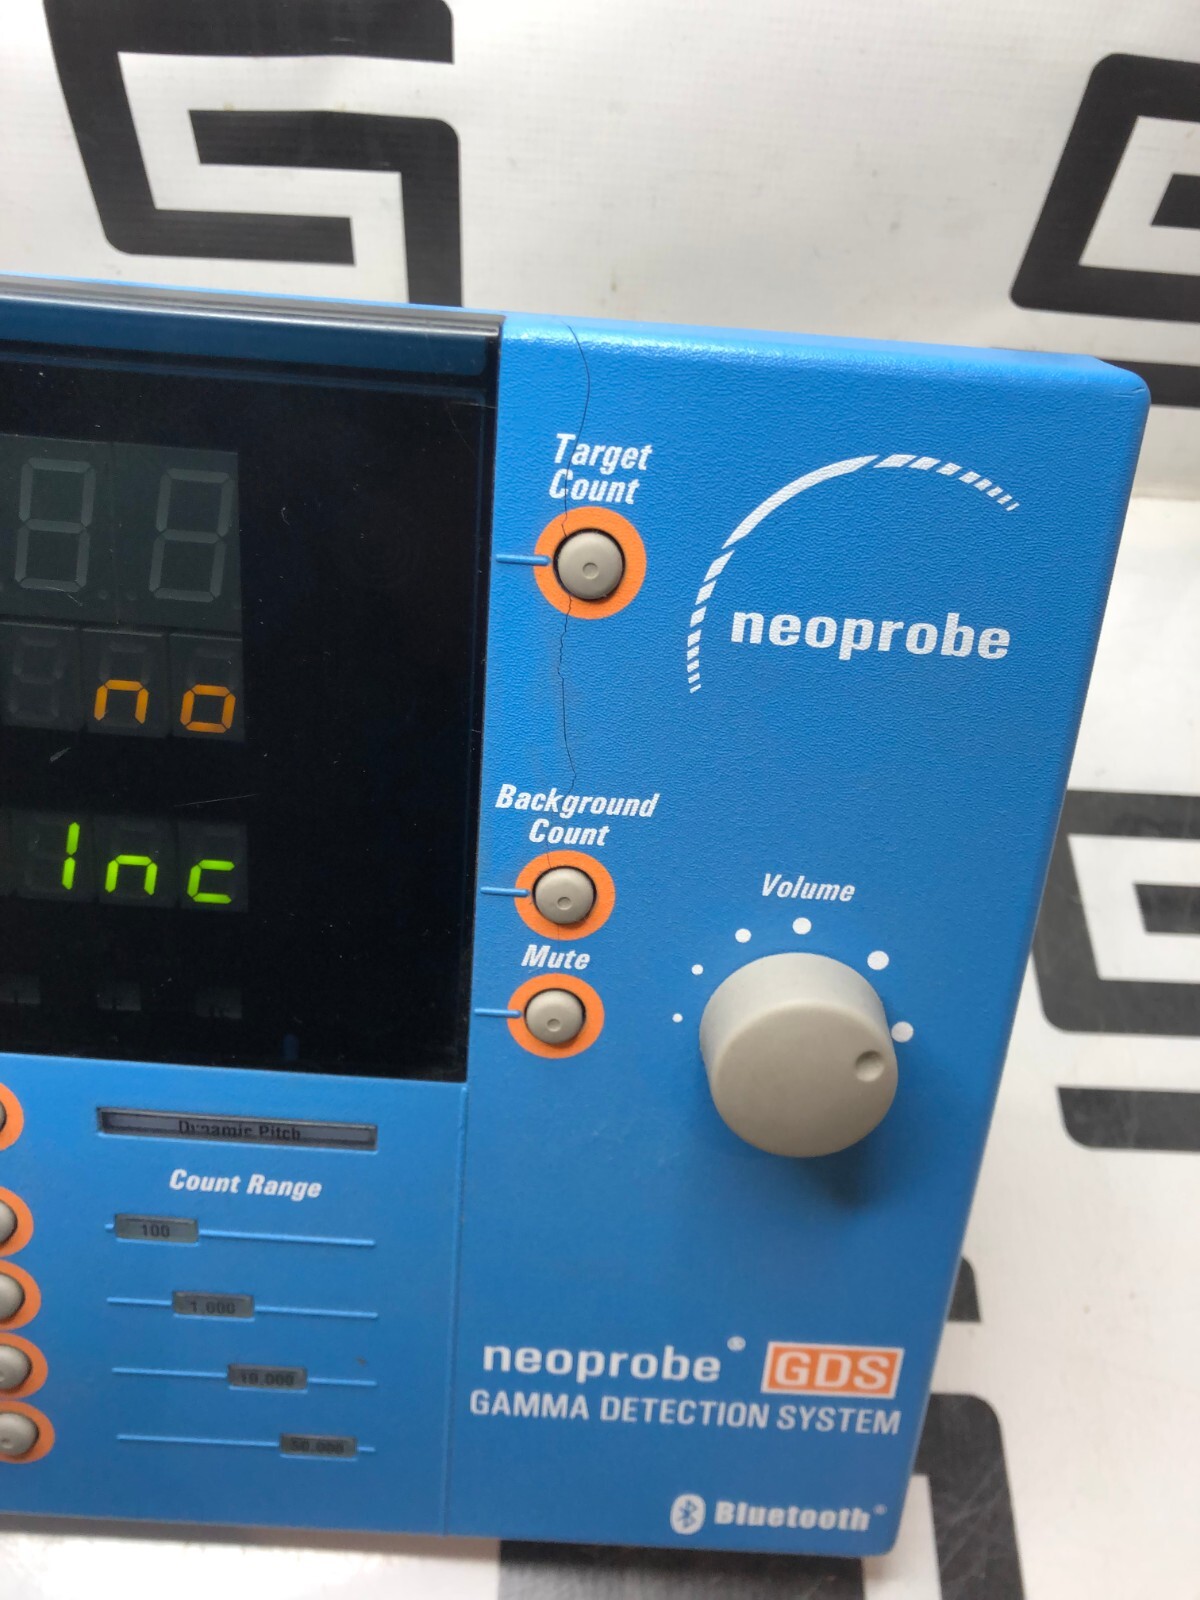 Target
Count
neoprobe
no
Background
Count
Inc
Mute
Volume
Dynamic Pitch
Count Range
100
1,000
10,000
50,000
neoprobe®
GDS
GAMMA DETECTION SYSTEM
Bluetooth®